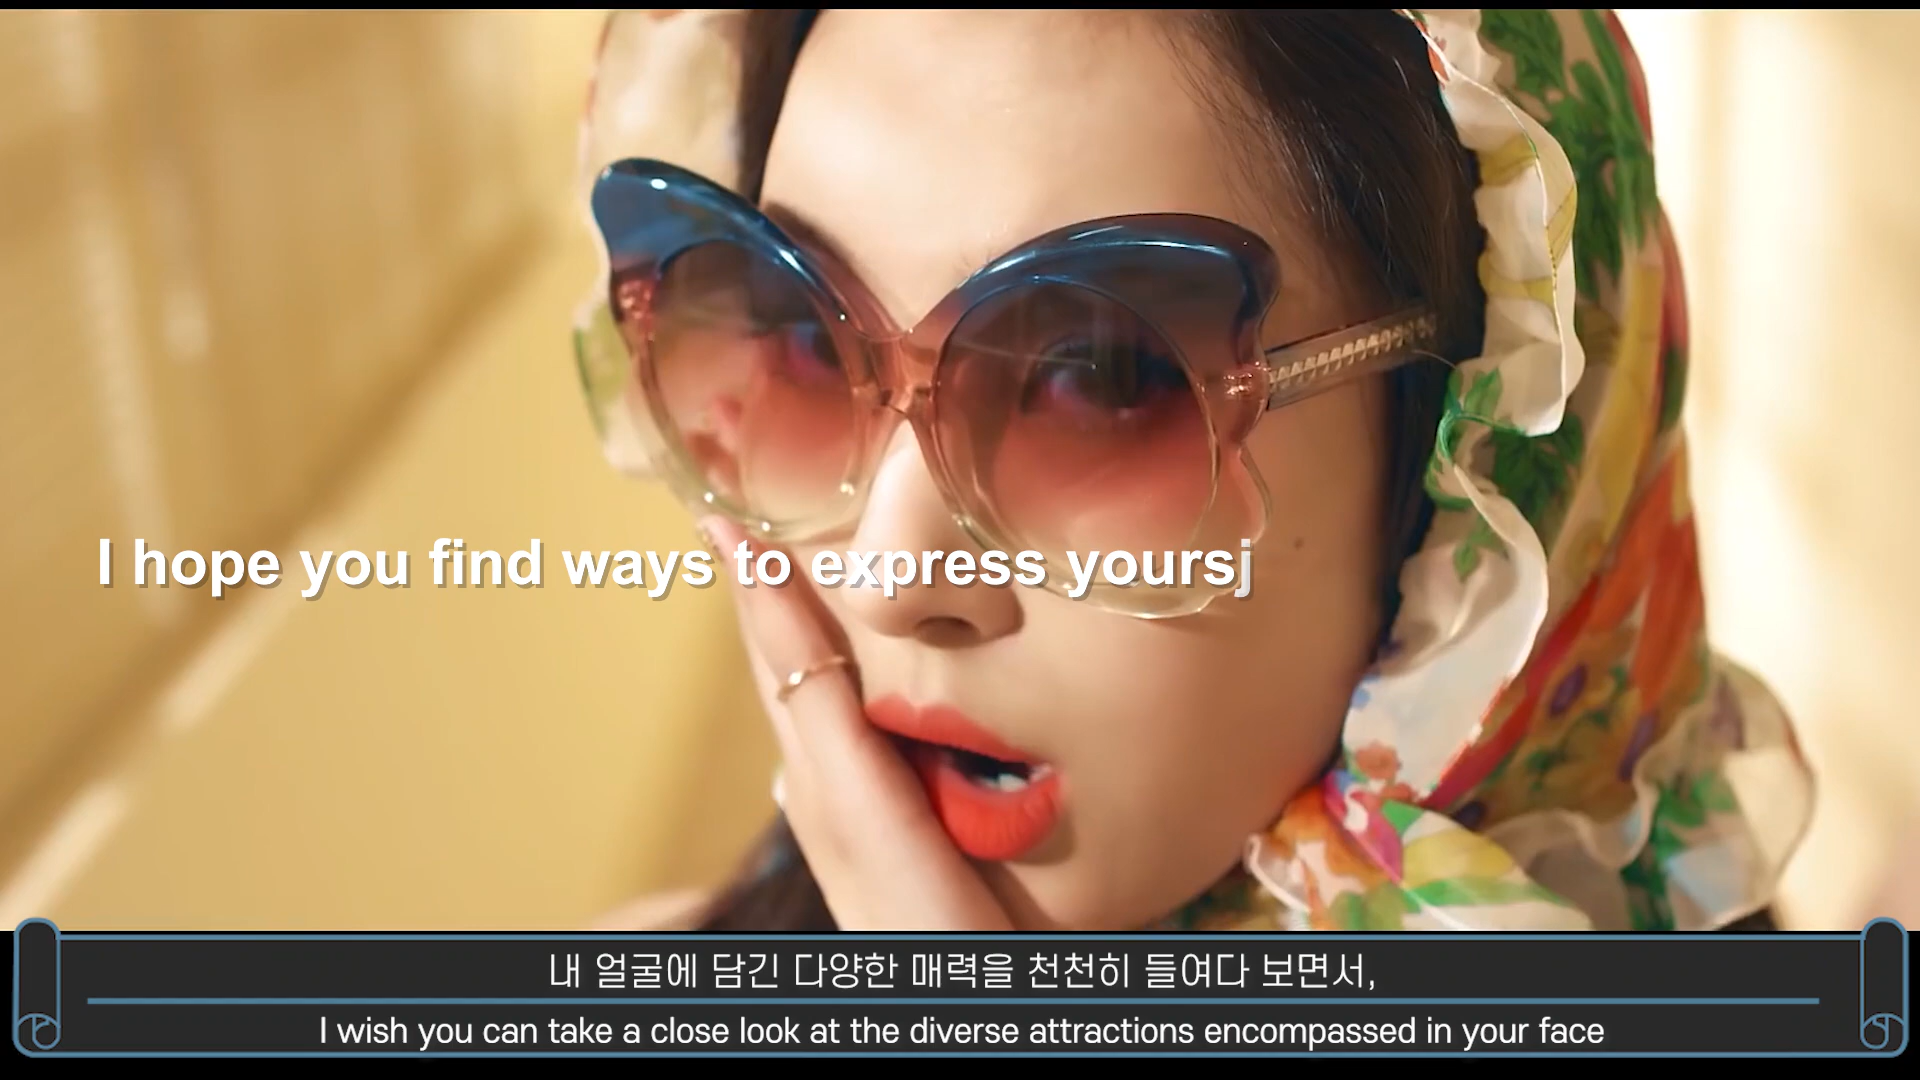 I hope you find ways to express yoursj
내 얼굴에 담긴 다양한 매력을 천천히 들여다 보면서,
I wish you can take a close look at the diverse attractions encompassed in your face